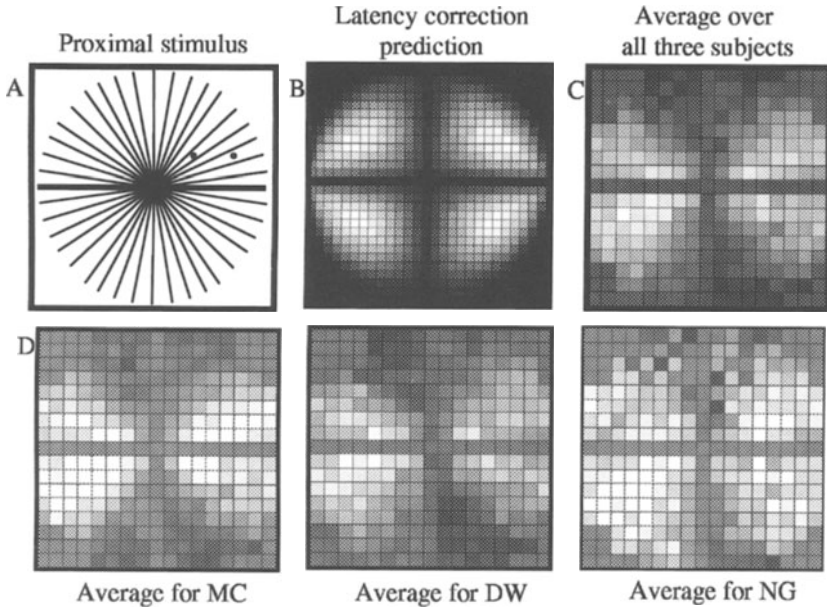 Proximal stimulus
Latency correction
prediction
Average over
all three subjects
A
B
C
D
Average for MC
Average for DW
Average for NG